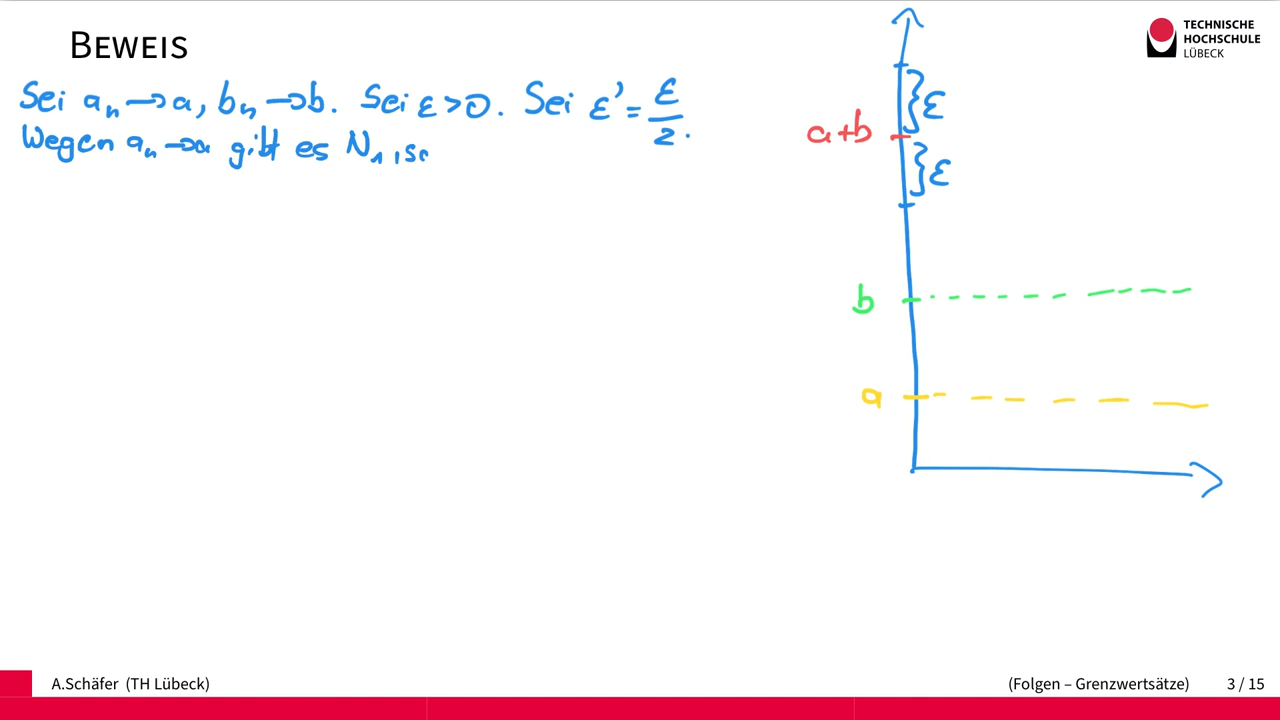 BEWEIS
TECHNISCHE
HOCHSCHULE
LÜBECK
Sei aₙ → a, bₙ → b. Sei ε > 0. Sei ε' = ε/2.
Wegen aₙ → a gibt es N₁, so
a+b
} ε
} ε
b
a
A.Schäfer (TH Lübeck)
(Folgen – Grenzwertsätze)
3 / 15